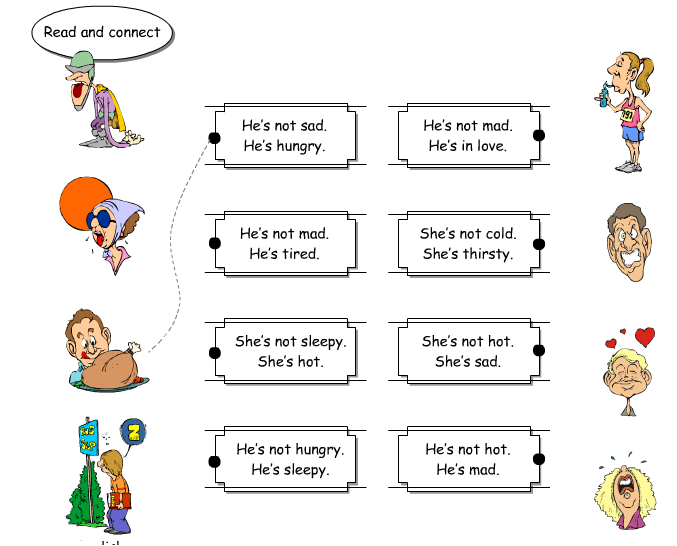 Read and connect
He's not sad.
He's hungry.
He's not mad.
He's in love.
He's not mad.
He's tired.
She's not cold.
She's thirsty.
She's not sleepy.
She's hot.
She's not hot.
She's sad.
He's not hungry.
He's sleepy.
He's not hot.
He's mad.
BUS
Z